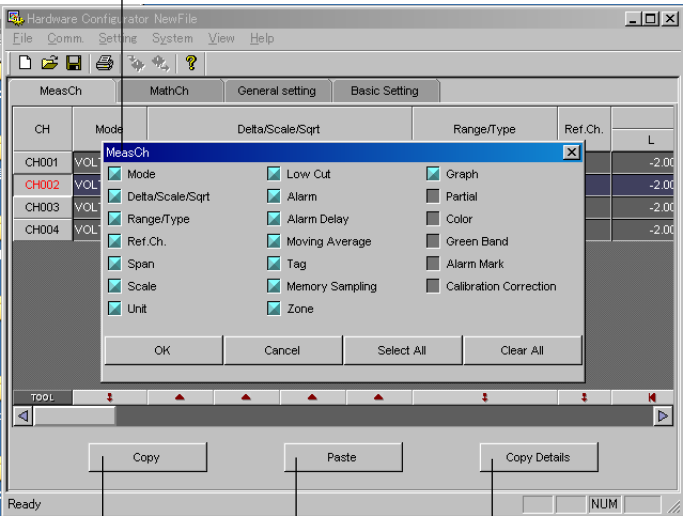 Hardware Configurator NewFile
File Comm. Setting System View Help
MeasCh MathCh General setting Basic Setting
CH Mode Delta/Scale/Sqrt Range/Type Ref.Ch.
L
CH001 VOLT -2.00
CH002 VOLT -2.00
CH003 VOLT -2.00
CH004 VOLT -2.00
MeasCh
Mode Low Cut Graph
Delta/Scale/Sqrt Alarm Partial
Range/Type Alarm Delay Color
Ref.Ch. Moving Average Green Band
Span Tag Alarm Mark
Scale Memory Sampling Calibration Correction
Unit Zone
OK Cancel Select All Clear All
TOOL
Copy Paste Copy Details
Ready NUM